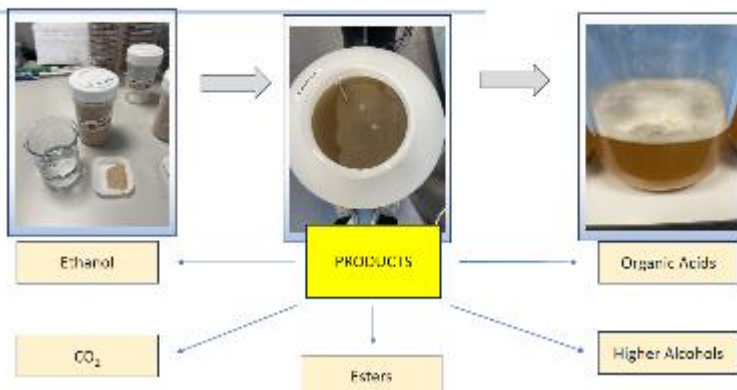 Ethanol
PRODUCTS
Organic Acids
CO₂
Esters
Higher Alcohols